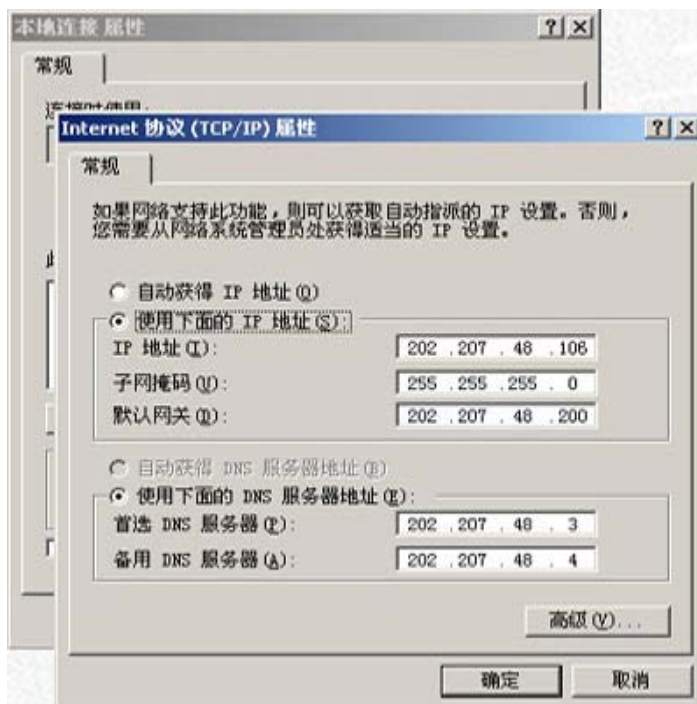 本地连接 属性
常规
连接时使用:
Internet 协议 (TCP/IP) 属性
常规
如果网络支持此功能，则可以获取自动指派的 IP 设置。否则，
您需要从网络系统管理员处获得适当的 IP 设置。
此
自动获得 IP 地址(O)
使用下面的 IP 地址(S):
IP 地址(I): 202 .207 . 48 .106
子网掩码(U): 255 .255 .255 . 0
默认网关(D): 202 .207 . 48 .200
自动获得 DNS 服务器地址(B)
使用下面的 DNS 服务器地址(E):
首选 DNS 服务器(P): 202 .207 . 48 . 3
备用 DNS 服务器(A): 202 .207 . 48 . 4
高级(V)...
确定 取消